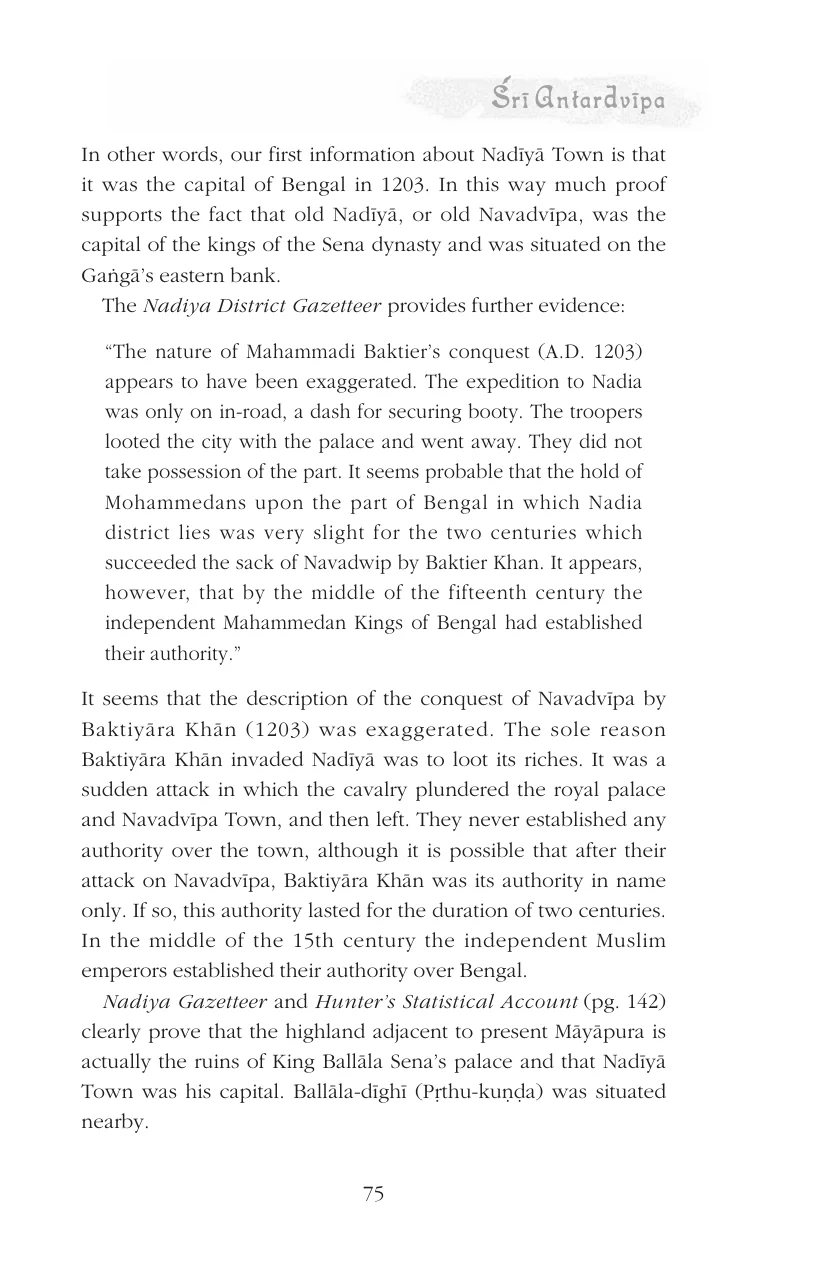 Śrī Antardvīpa
In other words, our first information about Nadīyā Town is that
it was the capital of Bengal in 1203. In this way much proof
supports the fact that old Nadīyā, or old Navadvīpa, was the
capital of the kings of the Sena dynasty and was situated on the
Gaṅgā’s eastern bank.
The Nadiya District Gazetteer provides further evidence:
“The nature of Mahammadi Baktier’s conquest (A.D. 1203)
appears to have been exaggerated. The expedition to Nadia
was only on in-road, a dash for securing booty. The troopers
looted the city with the palace and went away. They did not
take possession of the part. It seems probable that the hold of
Mohammedans upon the part of Bengal in which Nadia
district lies was very slight for the two centuries which
succeeded the sack of Navadwip by Baktier Khan. It appears,
however, that by the middle of the fifteenth century the
independent Mahammedan Kings of Bengal had established
their authority.”
It seems that the description of the conquest of Navadvīpa by
Baktiyāra Khān (1203) was exaggerated. The sole reason
Baktiyāra Khān invaded Nadīyā was to loot its riches. It was a
sudden attack in which the cavalry plundered the royal palace
and Navadvīpa Town, and then left. They never established any
authority over the town, although it is possible that after their
attack on Navadvīpa, Baktiyāra Khān was its authority in name
only. If so, this authority lasted for the duration of two centuries.
In the middle of the 15th century the independent Muslim
emperors established their authority over Bengal.
Nadiya Gazetteer and Hunter’s Statistical Account (pg. 142)
clearly prove that the highland adjacent to present Māyāpura is
actually the ruins of King Ballāla Sena’s palace and that Nadīyā
Town was his capital. Ballāla-dīghī (Pṛthu-kuṇḍa) was situated
nearby.
75